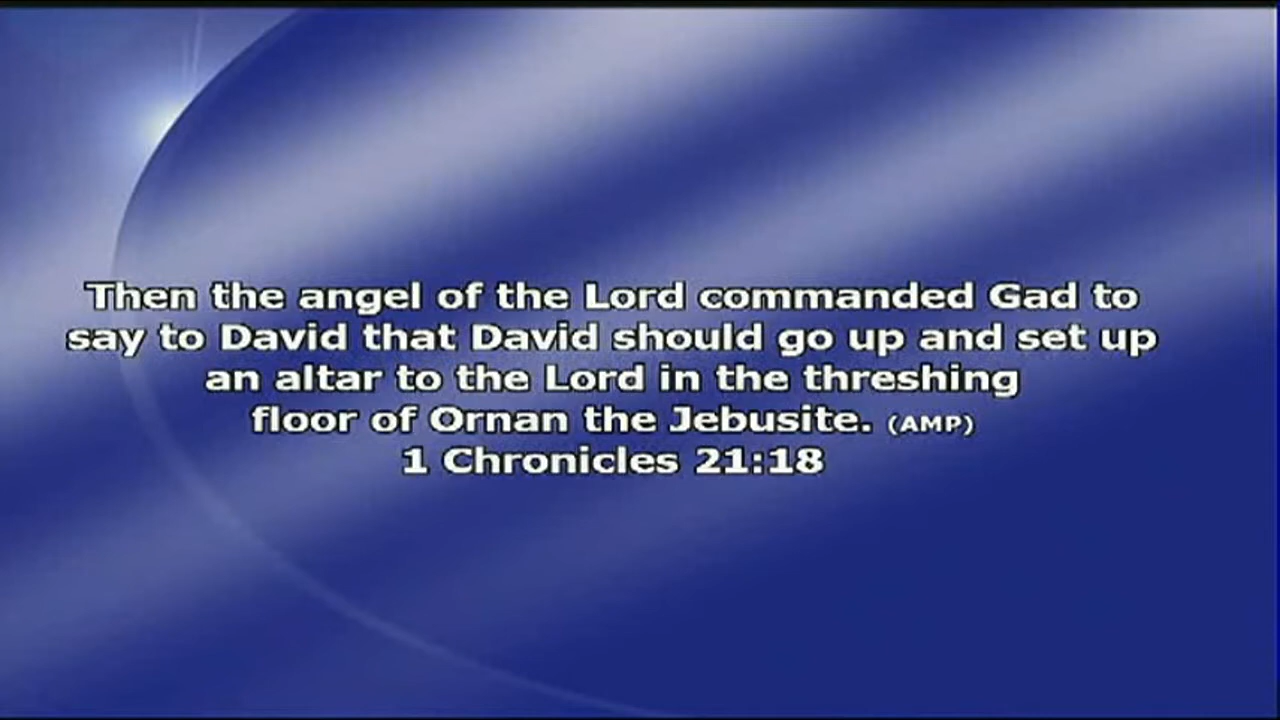 Then the angel of the Lord commanded Gad to
say to David that David should go up and set up
an altar to the Lord in the threshing
floor of Ornan the Jebusite. (AMP)
1 Chronicles 21:18